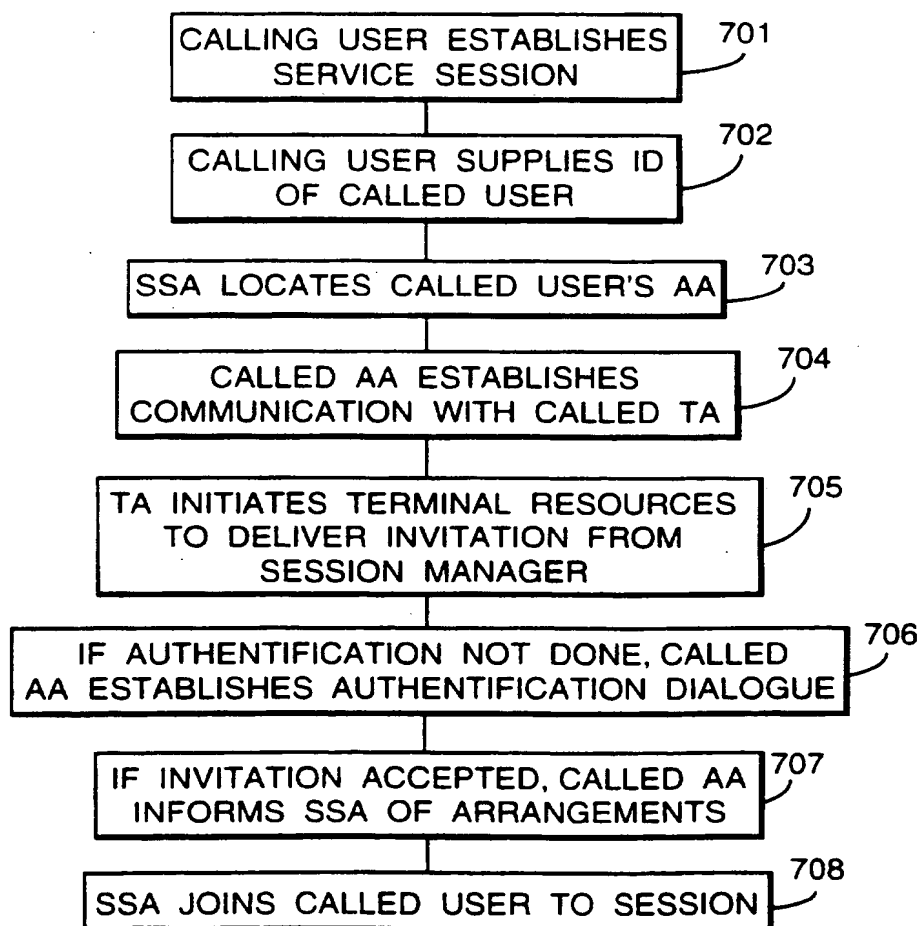 CALLING USER ESTABLISHES
SERVICE SESSION
701
CALLING USER SUPPLIES ID
OF CALLED USER
702
SSA LOCATES CALLED USER'S AA
703
CALLED AA ESTABLISHES
COMMUNICATION WITH CALLED TA
704
TA INITIATES TERMINAL RESOURCES
TO DELIVER INVITATION FROM
SESSION MANAGER
705
IF AUTHENTIFICATION NOT DONE, CALLED
AA ESTABLISHES AUTHENTIFICATION DIALOGUE
706
IF INVITATION ACCEPTED, CALLED AA
INFORMS SSA OF ARRANGEMENTS
707
SSA JOINS CALLED USER TO SESSION
708